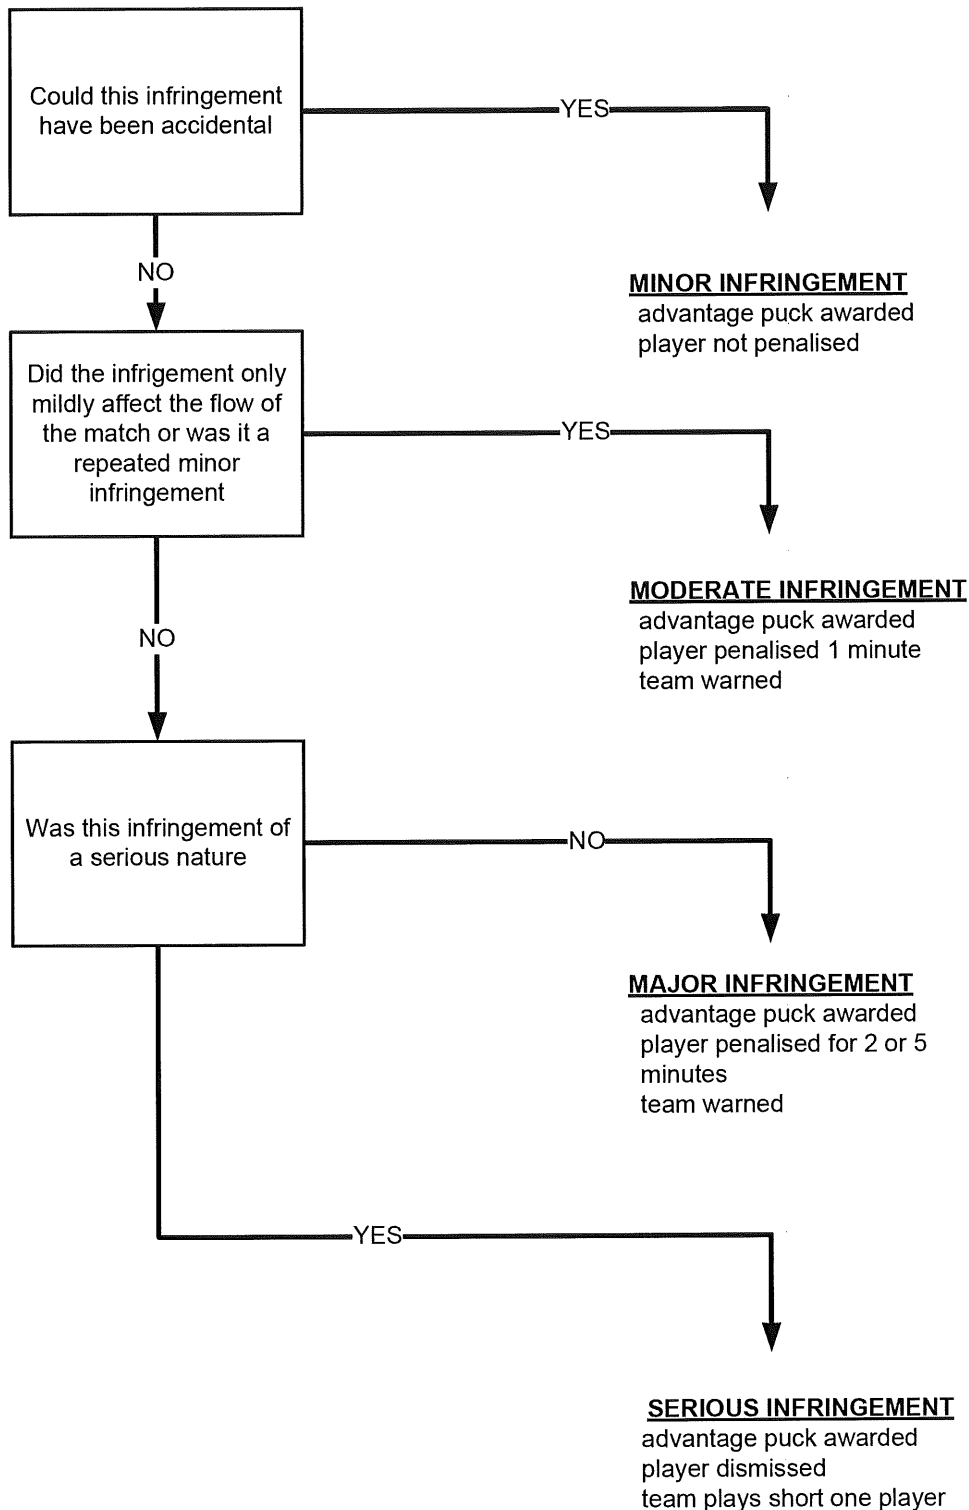 Could this infringement
have been accidental
YES
NO
MINOR INFRINGEMENT
advantage puck awarded
player not penalised
Did the infrigement only
mildly affect the flow of
the match or was it a
repeated minor
infringement
YES
NO
MODERATE INFRINGEMENT
advantage puck awarded
player penalised 1 minute
team warned
Was this infringement of
a serious nature
NO
MAJOR INFRINGEMENT
advantage puck awarded
player penalised for 2 or 5
minutes
team warned
YES
SERIOUS INFRINGEMENT
advantage puck awarded
player dismissed
team plays short one player